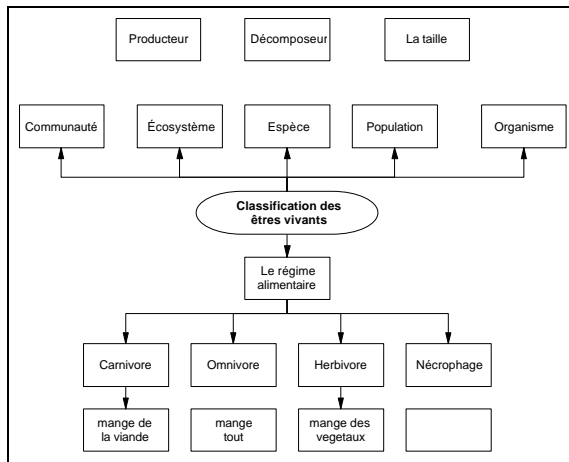 Producteur
Décomposeur
La taille
Communauté
Écosystème
Espèce
Population
Organisme
Classification des
êtres vivants
Le régime
alimentaire
Carnivore
Omnivore
Herbivore
Nécrophage
mange de
la viande
mange
tout
mange des
vegetaux